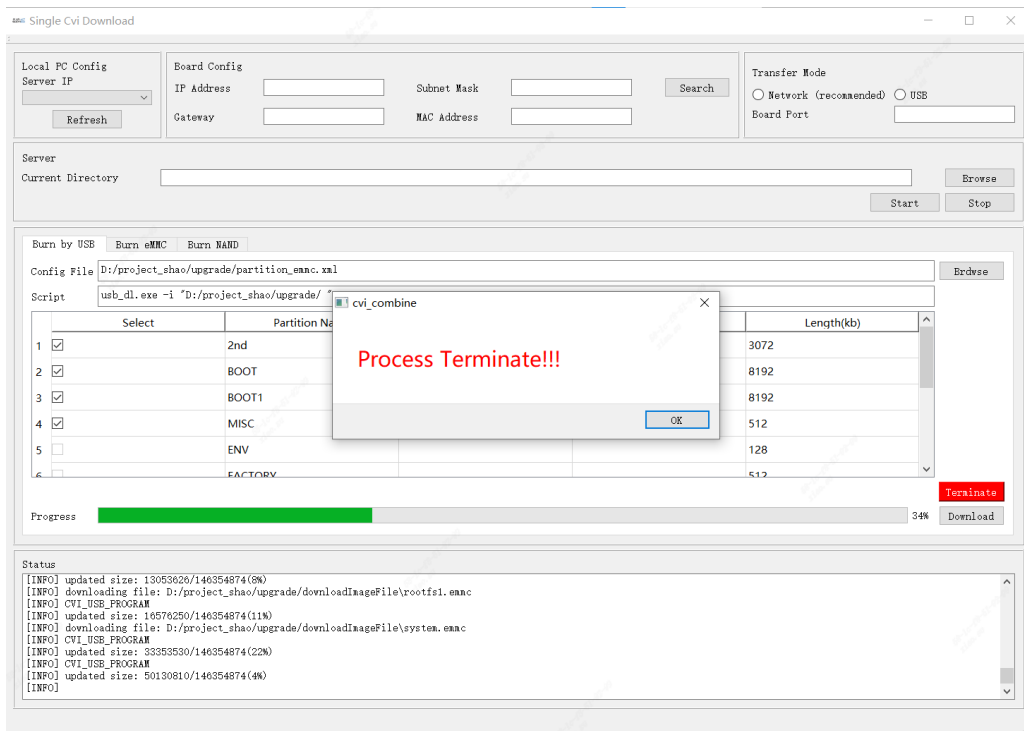 Single Cvi Download
Local PC Config
Server IP
Refresh
Board Config
IP Address
Subnet Mask
Search
Gateway
MAC Address
Transfer Mode
Network (recommended)
USB
Board Port
Server
Current Directory
Browse
Start
Stop
Burn by USB
Burn eMMC
Burn NAND
Config File
D:/project_shao/upgrade/partition_emmc.xml
Brdwse
Script
usb_dl.exe -i "D:/project_shao/upgrade/ "
Select
Partition Na
Length(kb)
1 2nd 3072
2 BOOT 8192
3 BOOT1 8192
4 MISC 512
5 ENV 128
6 FACTORY 512
cvi_combine
Process Terminate!!!
OK
Terminate
Progress
34%
Download
Status
[INFO] updated size: 13053626/146354874(8%)
[INFO] downloading file: D:/project_shao/upgrade/downloadImageFile\rootfs1.emmc
[INFO] CVI_USB_PROGRAM
[INFO] updated size: 16576250/146354874(11%)
[INFO] downloading file: D:/project_shao/upgrade/downloadImageFile\system.emmc
[INFO] CVI_USB_PROGRAM
[INFO] updated size: 33353530/146354874(22%)
[INFO] CVI_USB_PROGRAM
[INFO] updated size: 50130810/146354874(4%)
[INFO]